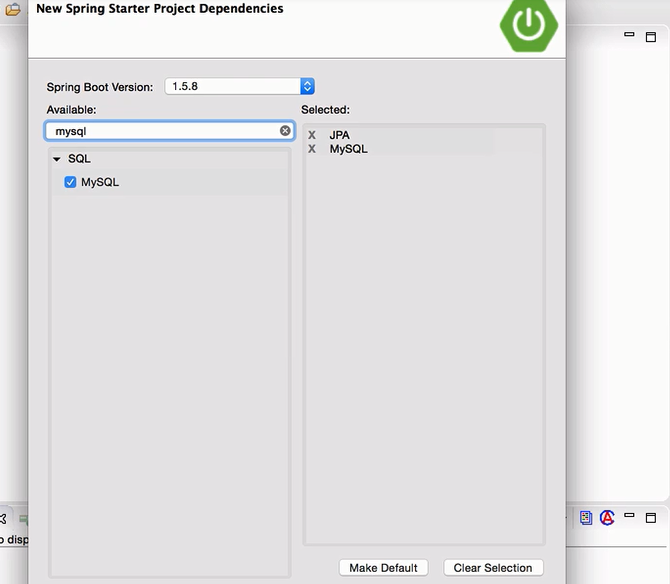 New Spring Starter Project Dependencies
Spring Boot Version: 1.5.8
Available:
Selected:
mysql
SQL
MySQL
X JPA
X MySQL
o disp
Make Default
Clear Selection